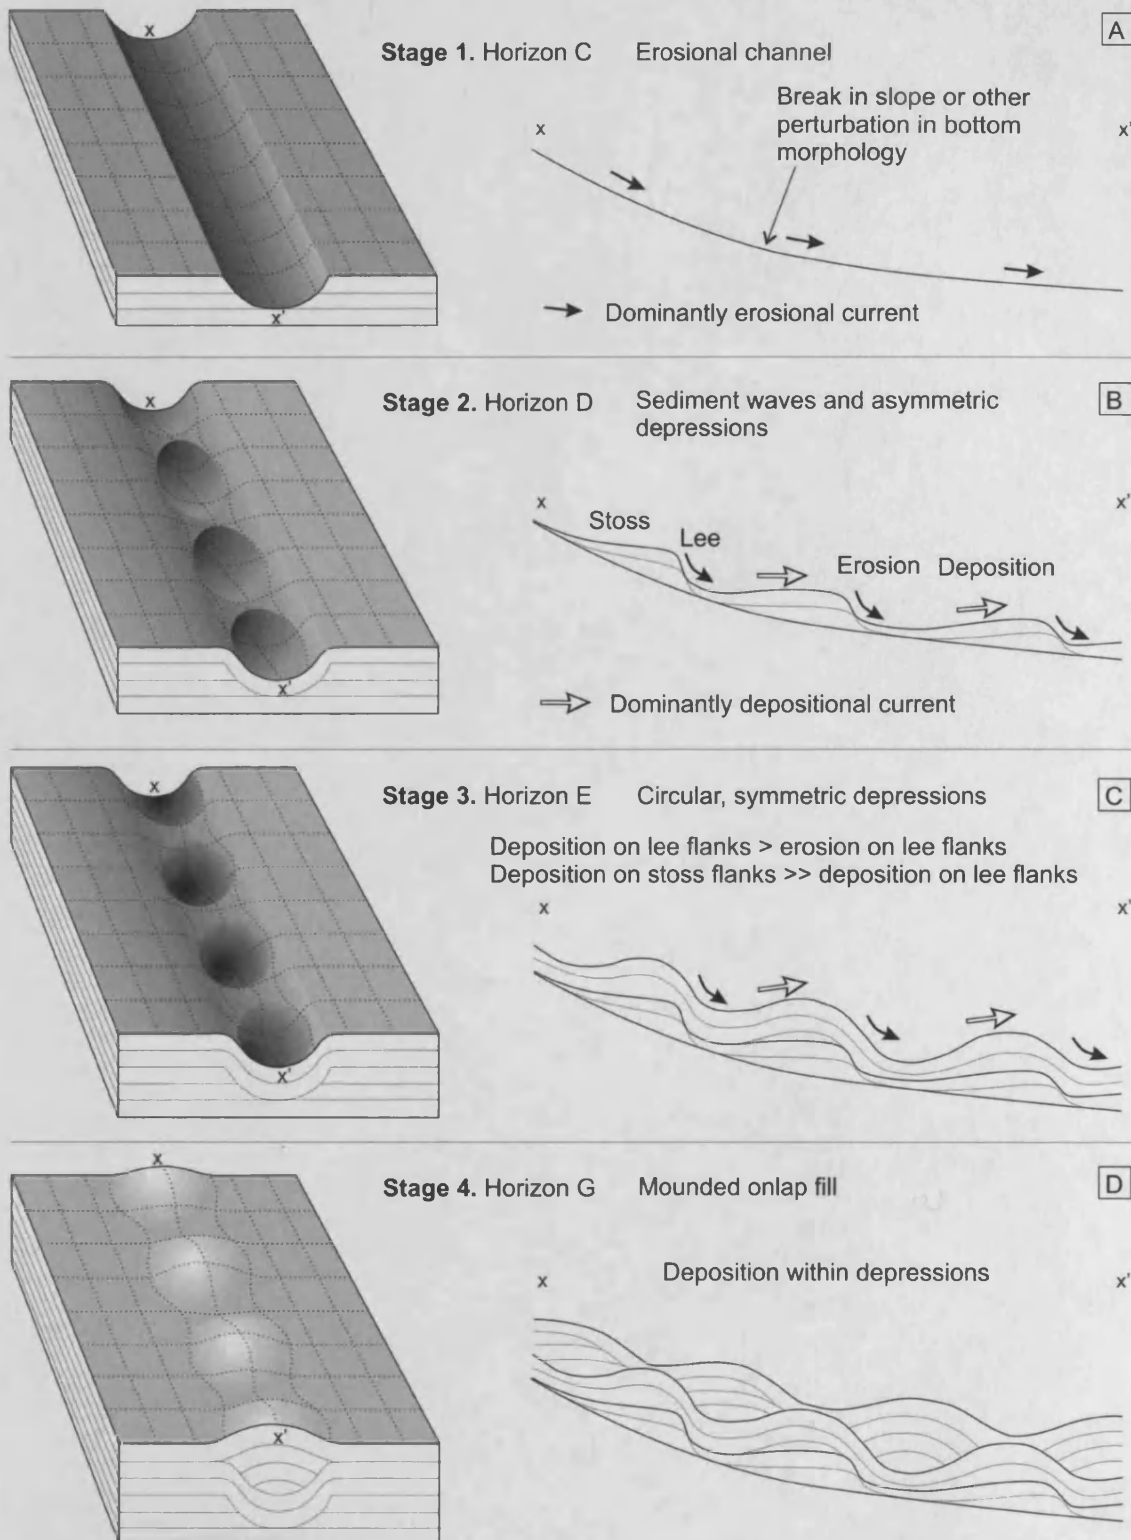 x
Stage 1. Horizon C Erosional channel
A
Break in slope or other
perturbation in bottom
morphology
x
x'
Dominantly erosional current
x'
Stage 2. Horizon D Sediment waves and asymmetric
depressions
B
x
x
x'
Stoss
Lee
Erosion Deposition
x'
Dominantly depositional current
Stage 3. Horizon E Circular, symmetric depressions
C
x
Deposition on lee flanks > erosion on lee flanks
Deposition on stoss flanks >> deposition on lee flanks
x
x'
x'
x
Stage 4. Horizon G Mounded onlap fill
D
Deposition within depressions
x
x'
x'